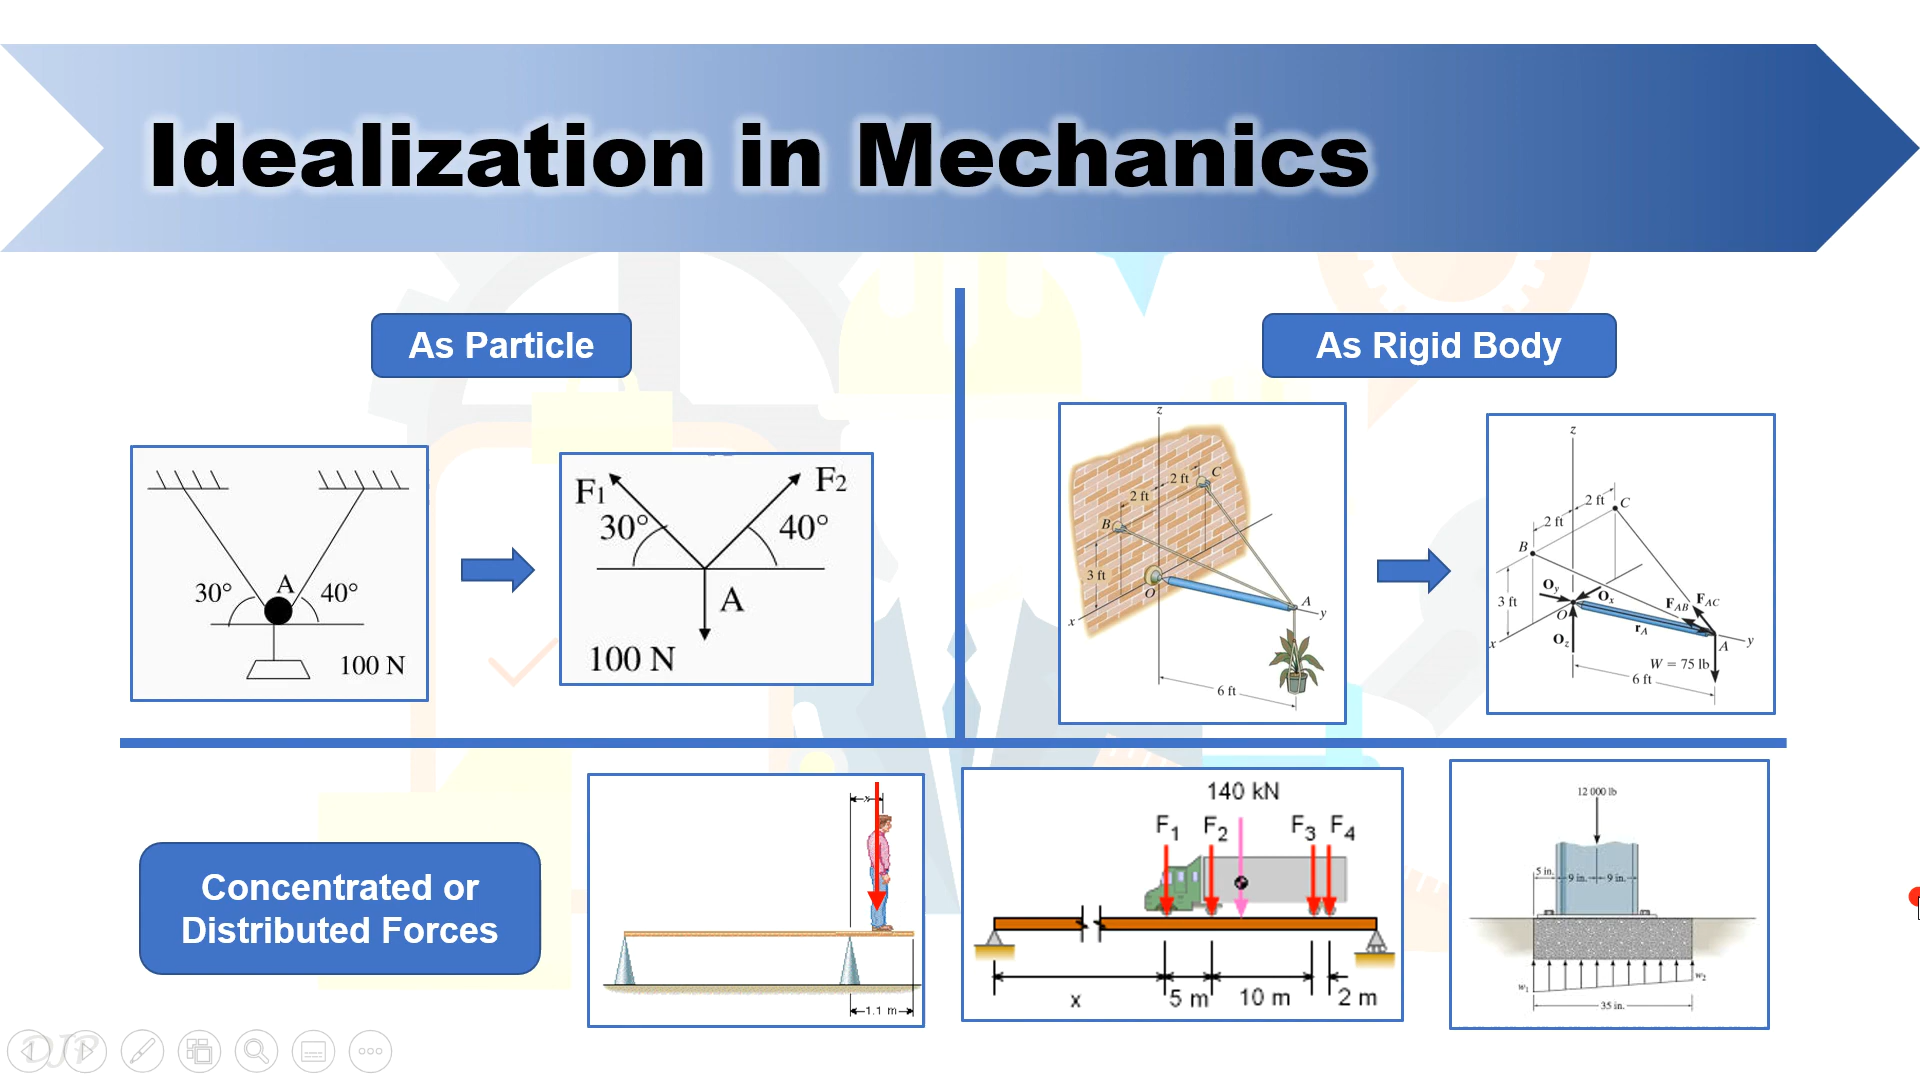 Idealization in Mechanics
As Particle
As Rigid Body
30°
A
40°
100 N
F1
F2
30°
40°
A
100 N
z
2 ft
C
2 ft
B
3 ft
O
A
y
x
6 ft
z
2 ft
C
2 ft
B
Oy
Ox
3 ft
FAB
FAC
O
rA
Oz
x
A
y
W = 75 lb
6 ft
Concentrated or
Distributed Forces
x
1.1 m
140 kN
F1
F2
F3
F4
x
5 m
10 m
2 m
12 000 lb
5 in.
9 in.
9 in.
w1
w2
35 in.
DJP